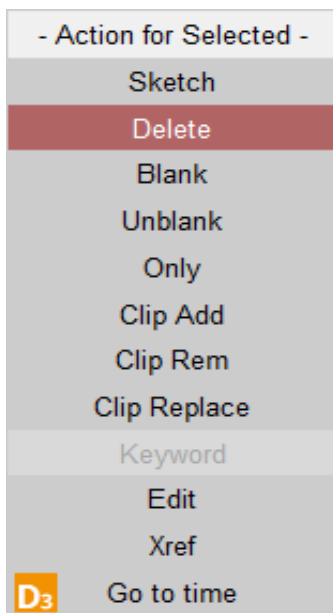 - Action for Selected -
Sketch
Delete
Blank
Unblank
Only
Clip Add
Clip Rem
Clip Replace
Keyword
Edit
Xref
D3 Go to time